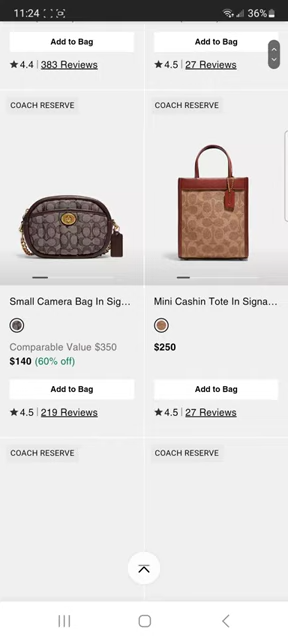 11:24
36%
Add to Bag
Add to Bag
★4.4 | 383 Reviews
★4.5 | 27 Reviews
COACH RESERVE
COACH RESERVE
Small Camera Bag In Sig...
Mini Cashin Tote In Signa...
Comparable Value $350
$140 (60% off)
$250
Add to Bag
Add to Bag
★4.5 | 219 Reviews
★4.5 | 27 Reviews
COACH RESERVE
COACH RESERVE